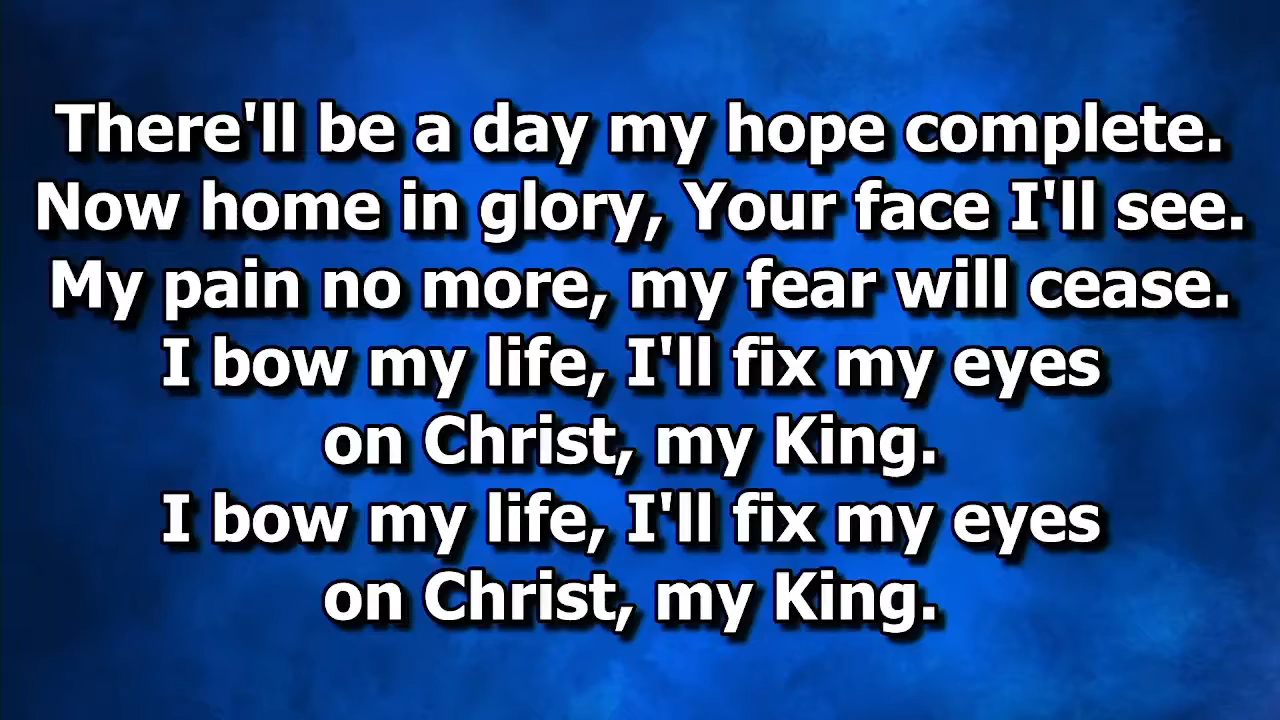 There'll be a day my hope complete.
Now home in glory, Your face I'll see.
My pain no more, my fear will cease.
I bow my life, I'll fix my eyes
on Christ, my King.
I bow my life, I'll fix my eyes
on Christ, my King.